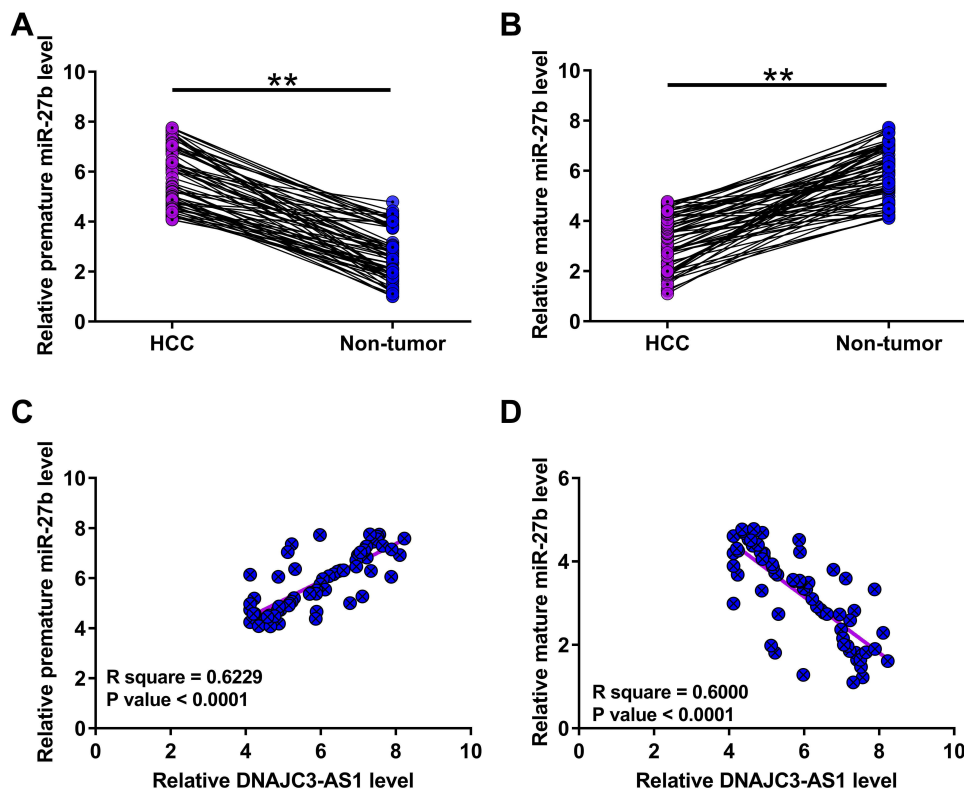 A
Relative premature miR-27b level
10
8
6
4
2
0
**
HCC
Non-tumor
B
Relative mature miR-27b level
10
8
6
4
2
0
**
HCC
Non-tumor
C
Relative premature miR-27b level
10
8
6
4
2
0
R square = 0.6229
P value < 0.0001
0 2 4 6 8 10
Relative DNAJC3-AS1 level
D
Relative mature miR-27b level
6
4
2
0
R square = 0.6000
P value < 0.0001
0 2 4 6 8 10
Relative DNAJC3-AS1 level